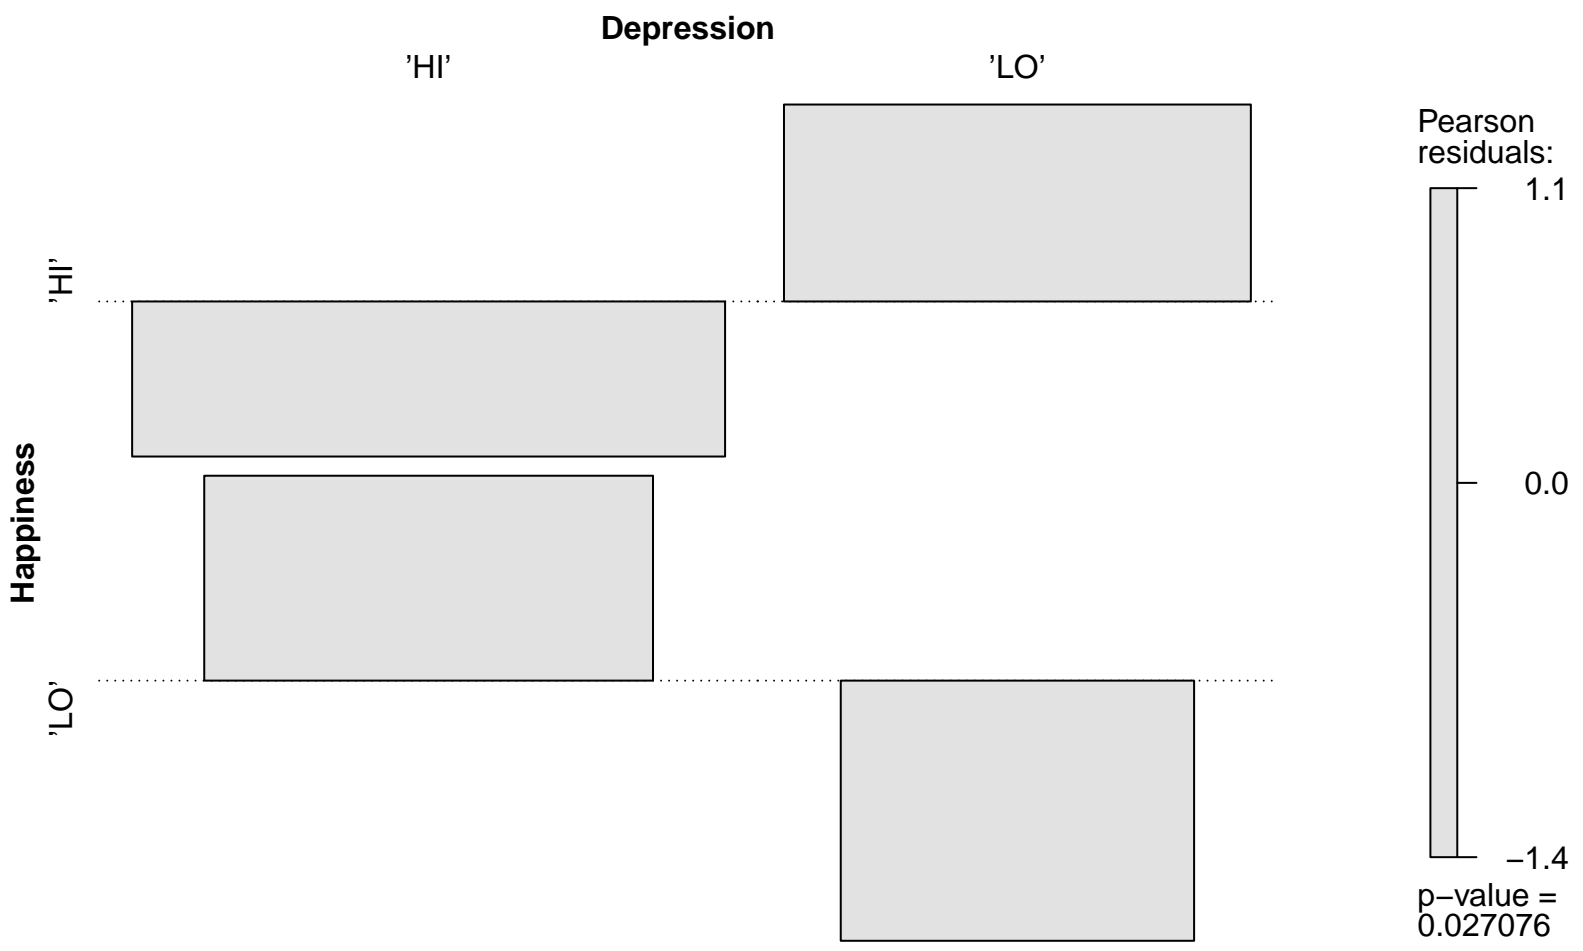 Depression
’HI’
’LO’
Happiness
’HI’
’LO’
Pearson
residuals:
1.1
0.0
−1.4
p−value =
0.027076